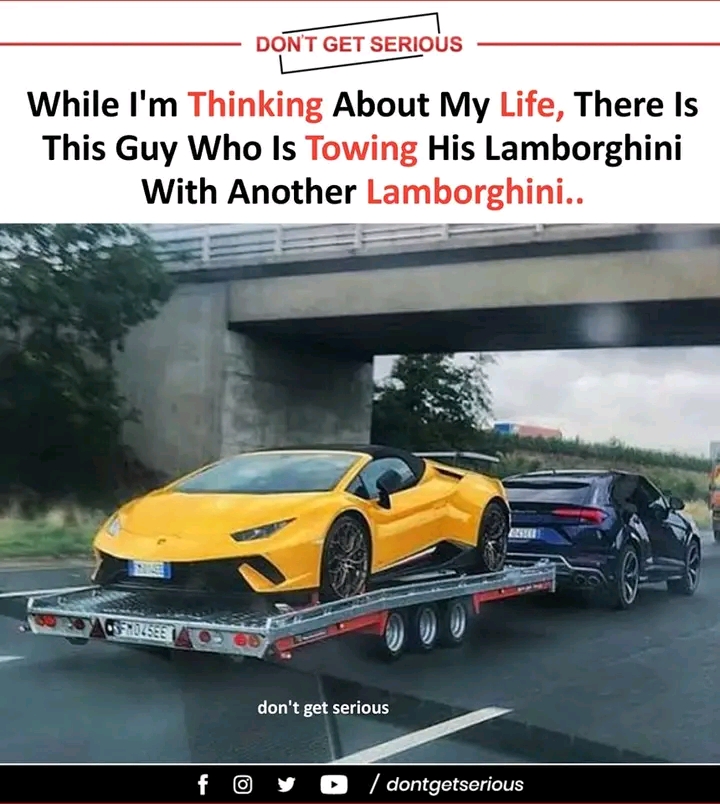 DON'T GET SERIOUS
While I'm Thinking About My Life, There Is
This Guy Who Is Towing His Lamborghini
With Another Lamborghini..
FM045EE
don't get serious
/ dontgetserious